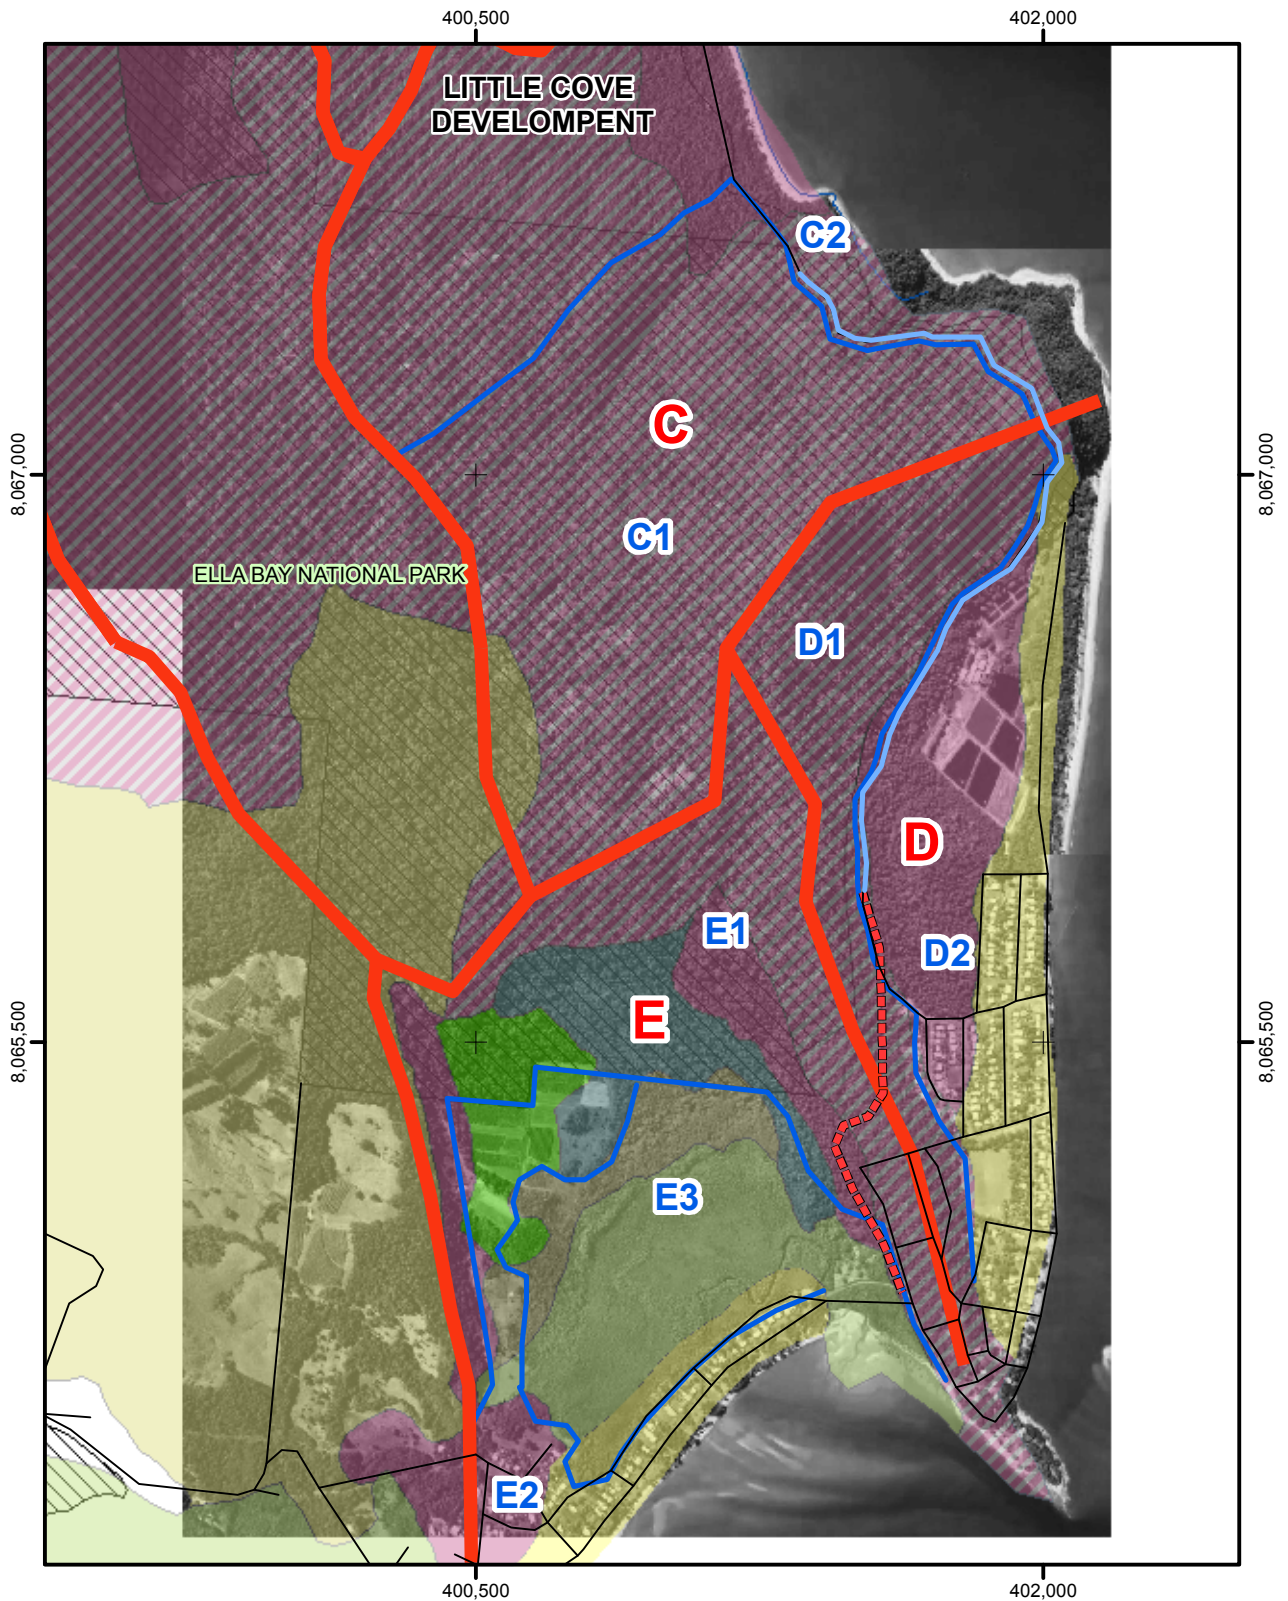 400,500
402,000
LITTLE COVE
DEVELOMPENT
C2
C
8,067,000
8,067,000
C1
ELLA BAY NATIONAL PARK
D1
D
E1
D2
E
8,065,500
8,065,500
E3
E2
400,500
402,000